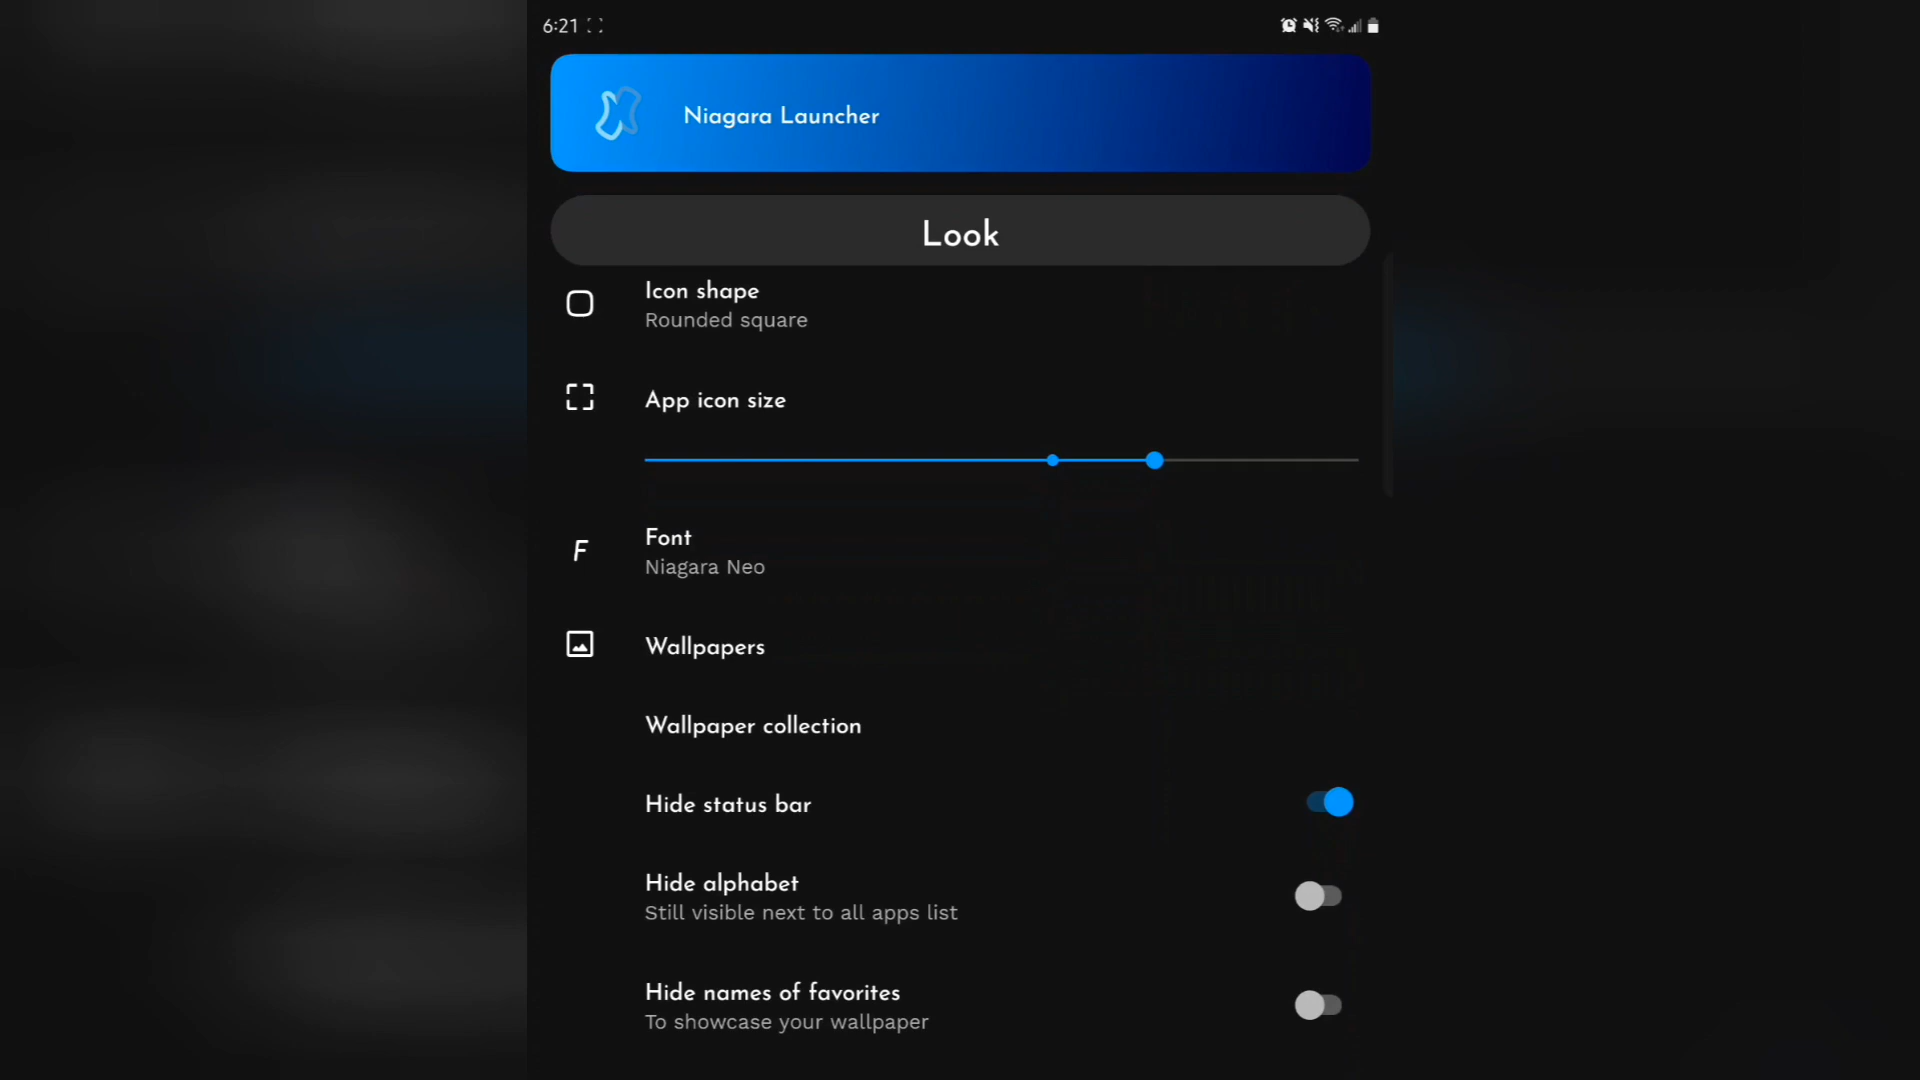 6:21
Niagara Launcher
Look
Icon shape
Rounded square
App icon size
F
Font
Niagara Neo
Wallpapers
Wallpaper collection
Hide status bar
Hide alphabet
Still visible next to all apps list
Hide names of favorites
To showcase your wallpaper